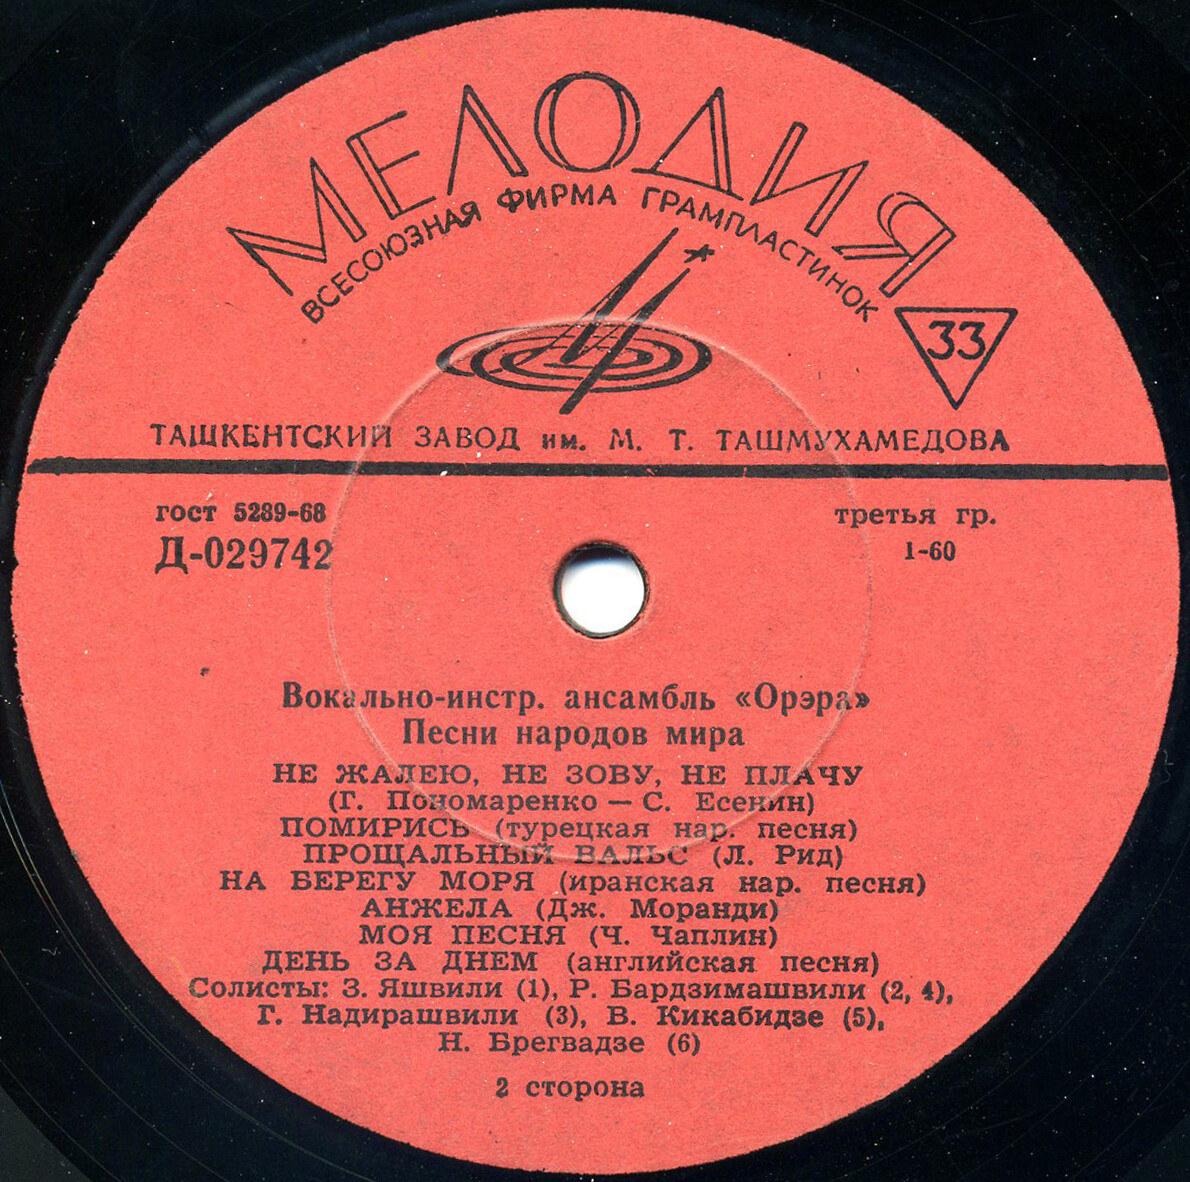 МЕЛОДИЯ
ВСЕСОЮЗНАЯ ФИРМА ГРАМПЛАСТИНОК
33
ТАШКЕНТСКИЙ ЗАВОД им. М. Т. ТАШМУХАМЕДОВА
гост 5289-68
третья гр.
Д-029742
1-60
Вокально-инстр. ансамбль «Орэра»
Песни народов мира
НЕ ЖАЛЕЮ, НЕ ЗОВУ, НЕ ПЛАЧУ
(Г. Пономаренко — С. Есенин)
ПОМИРИСЬ (турецкая нар. песня)
ПРОЩАЛЬНЫЙ ВАЛЬС (Л. Рид)
НА БЕРЕГУ МОРЯ (иранская нар. песня)
АНЖЕЛА (Дж. Моранди)
МОЯ ПЕСНЯ (Ч. Чаплин)
ДЕНЬ ЗА ДНЕМ (английская песня)
Солисты: З. Яшвили (1), Р. Бардзимашвили (2, 4),
Г. Надирашвили (3), В. Кикабидзе (5),
Н. Брегвадзе (6)
2 сторона